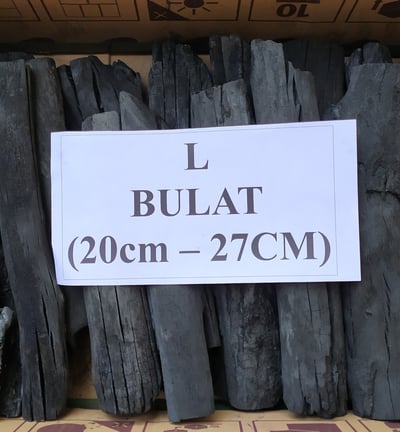 L
BULAT
(20cm – 27CM)